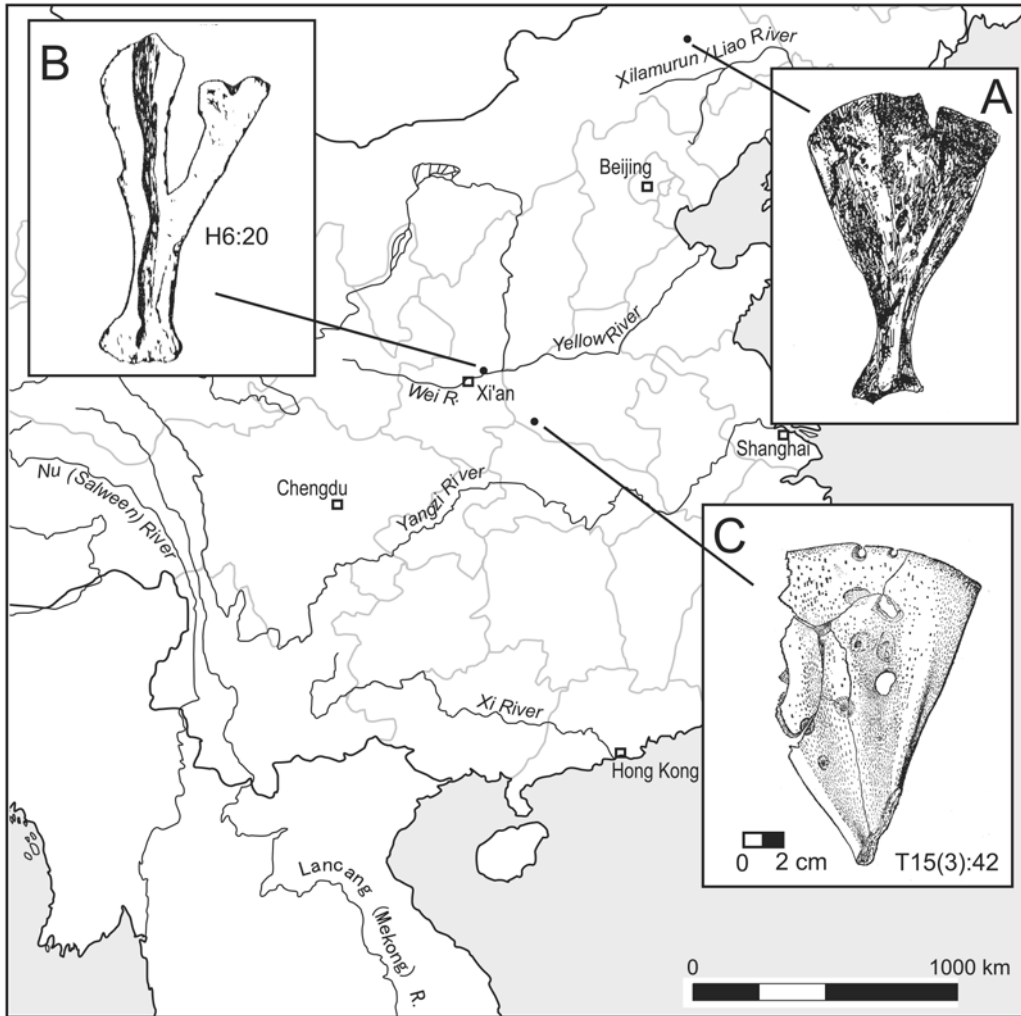 B
Xilamurun / Liao River
A
Beijing
H6:20
Yellow River
Wei R.
Xi'an
Shanghai
Nu (Salween) River
Chengdu
Yangzi River
C
Xi River
Hong Kong
0 2 cm
T15(3):42
Lancang (Mekong) R.
0 1000 km